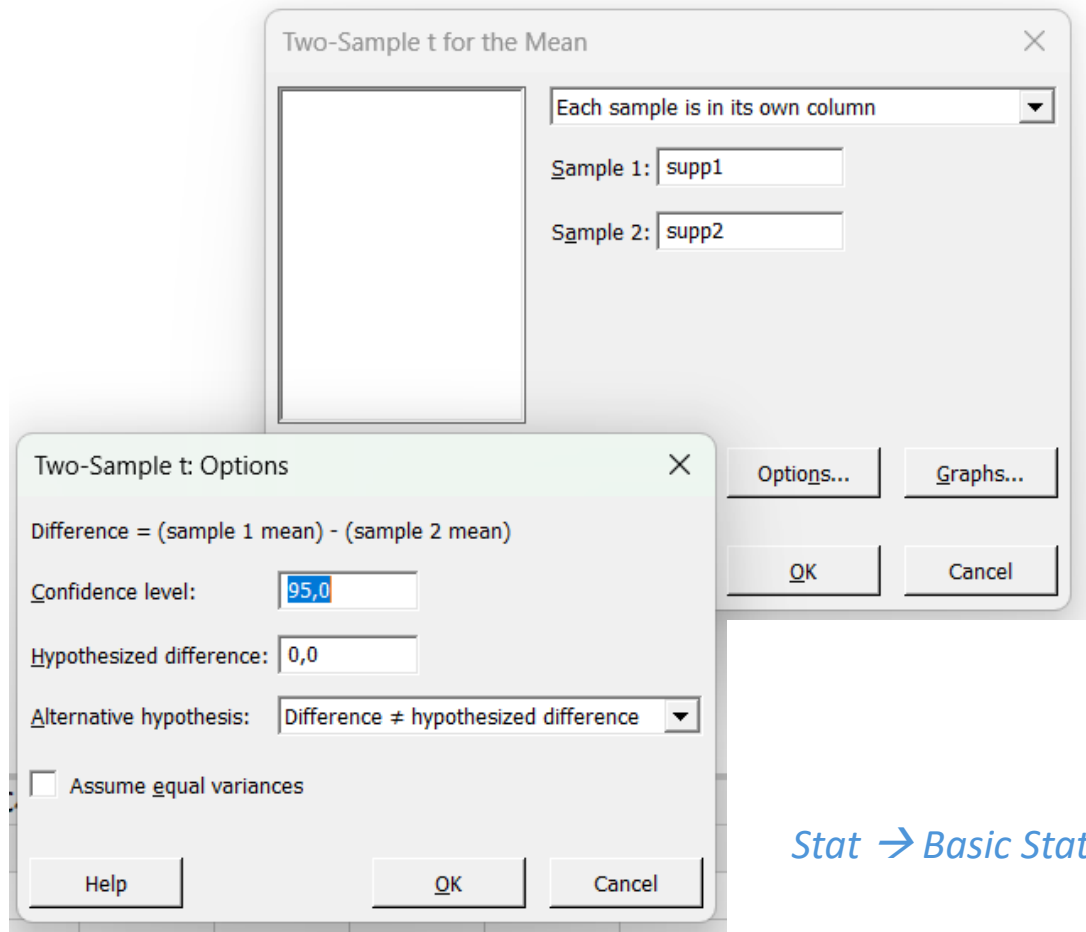 Two-Sample t for the Mean
Each sample is in its own column
Sample 1: supp1
Sample 2: supp2
Options... Graphs...
OK Cancel
Two-Sample t: Options
Difference = (sample 1 mean) - (sample 2 mean)
Confidence level: 95,0
Hypothesized difference: 0,0
Alternative hypothesis: Difference ≠ hypothesized difference
Assume equal variances
Help OK Cancel
Stat → Basic Stat